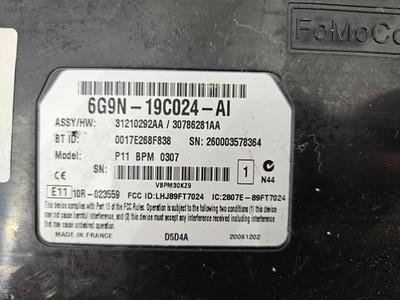 FoMoCo
6G9N-19C024-AI
ASSY/HW: 31210292AA / 30786281AA
BT ID: 0017E268F838 SN: 260003578364
Model: P11 BPM 0307
SN:
V8PM30KZ9
1
N44
E11 10R-023559 FCC ID:LHJ89FT7024 IC:2807E-89FT7024
This device complies with Part 15 of the FCC Rules. Operation is subject to the following two conditions: (1) this device
may not cause harmful interference, and (2) this device must accept any interference received including
interference that may cause undesired operation.
MADE IN FRANCE D5D4A 20061202